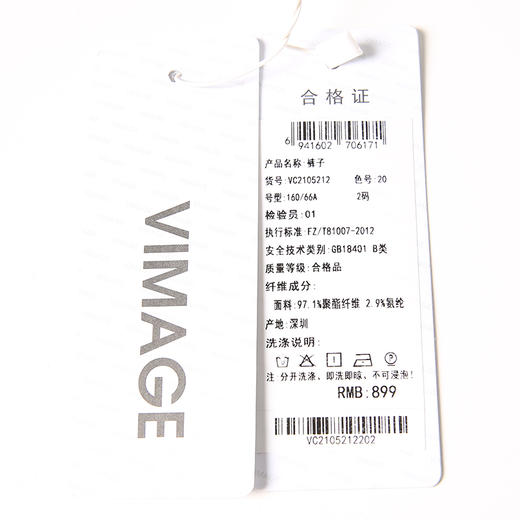 VIMAGE
合格证
6 941602 706171
产品名称:裤子
货号:VC2105212 色号:20
号型:160/66A 2码
检验员:01
执行标准:FZ/T81007-2012
安全技术类别:GB18401 B类
质量等级:合格品
纤维成分:
面料:97.1%聚酯纤维 2.9%氨纶
产地:深圳
洗涤说明:
注 分开洗涤、即洗即晾、不可浸泡!
RMB:899
VC2105212202